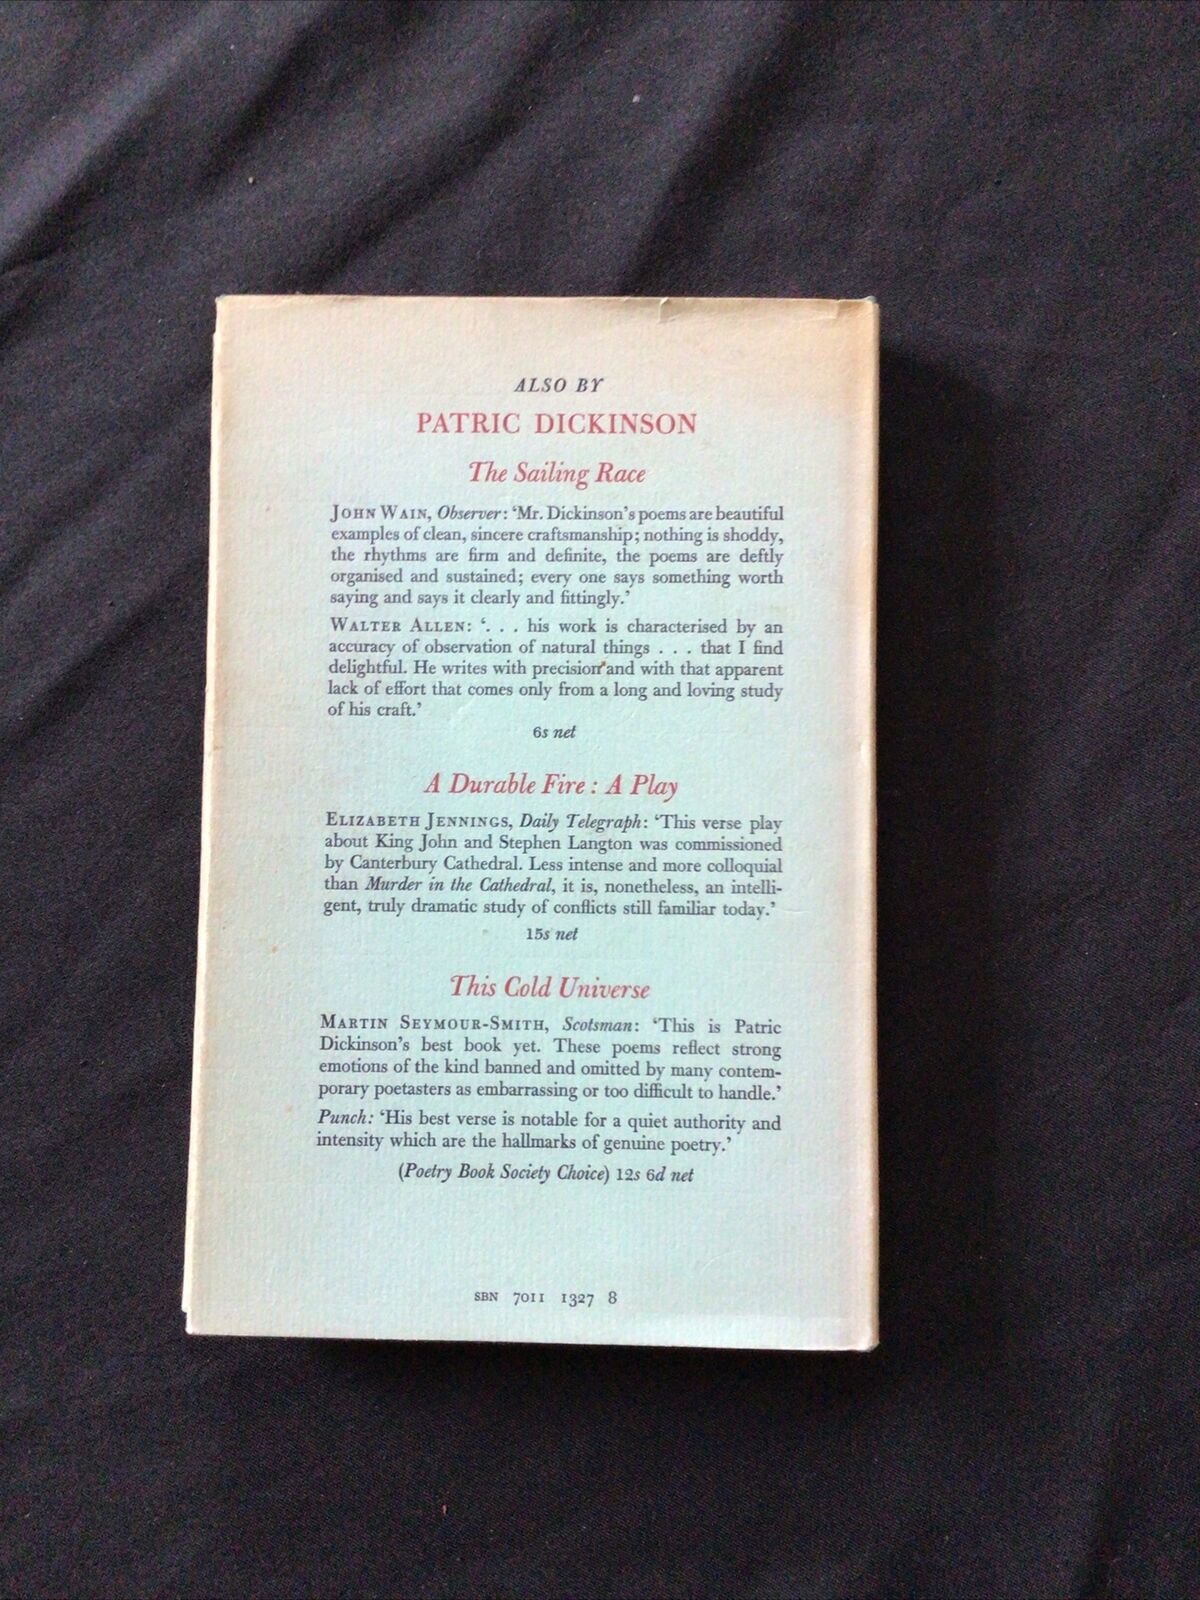 ALSO BY
PATRIC DICKINSON
The Sailing Race
JOHN WAIN, Observer: ‘Mr. Dickinson’s poems are beautiful
examples of clean, sincere craftsmanship; nothing is shoddy,
the rhythms are firm and definite, the poems are deftly
organised and sustained; every one says something worth
saying and says it clearly and fittingly.’
WALTER ALLEN: ‘. . . his work is characterised by an
accuracy of observation of natural things . . . that I find
delightful. He writes with precision and with that apparent
lack of effort that comes only from a long and loving study
of his craft.’
6s net
A Durable Fire : A Play
ELIZABETH JENNINGS, Daily Telegraph: ‘This verse play
about King John and Stephen Langton was commissioned
by Canterbury Cathedral. Less intense and more colloquial
than Murder in the Cathedral, it is, nonetheless, an intelli-
gent, truly dramatic study of conflicts still familiar today.’
15s net
This Cold Universe
MARTIN SEYMOUR-SMITH, Scotsman: ‘This is Patric
Dickinson’s best book yet. These poems reflect strong
emotions of the kind banned and omitted by many contem-
porary poetasters as embarrassing or too difficult to handle.’
Punch: ‘His best verse is notable for a quiet authority and
intensity which are the hallmarks of genuine poetry.’
(Poetry Book Society Choice) 12s 6d net
SBN 7011 1327 8